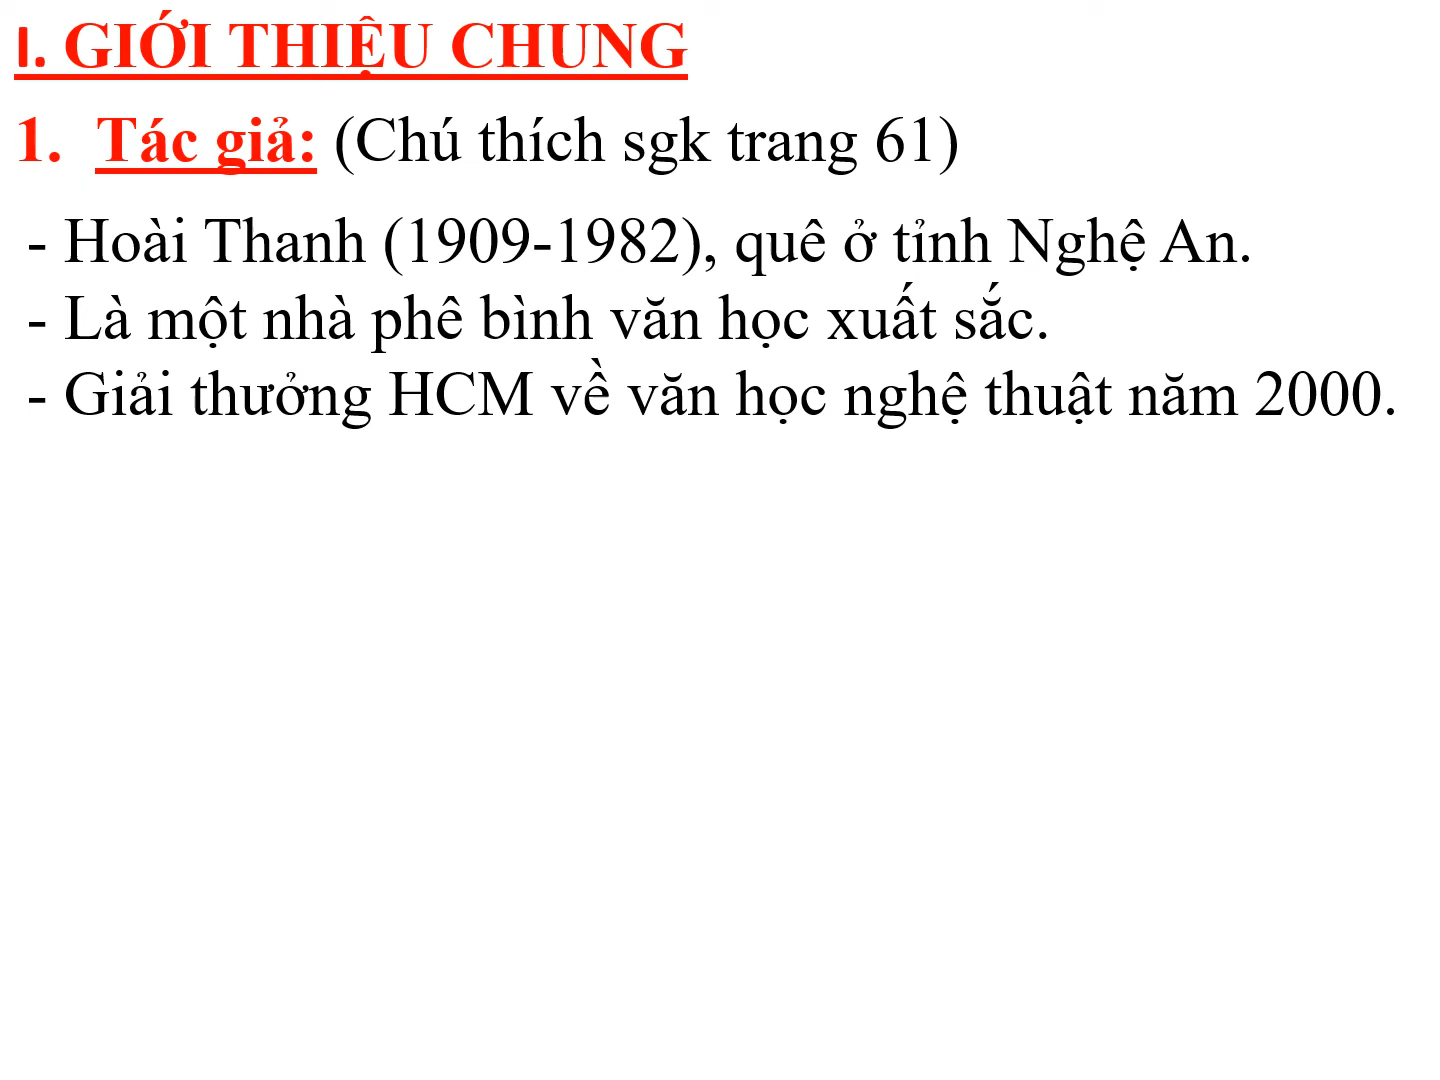 I. GIỚI THIỆU CHUNG
1. Tác giả: (Chú thích sgk trang 61)
- Hoài Thanh (1909-1982), quê ở tỉnh Nghệ An.
- Là một nhà phê bình văn học xuất sắc.
- Giải thưởng HCM về văn học nghệ thuật năm 2000.